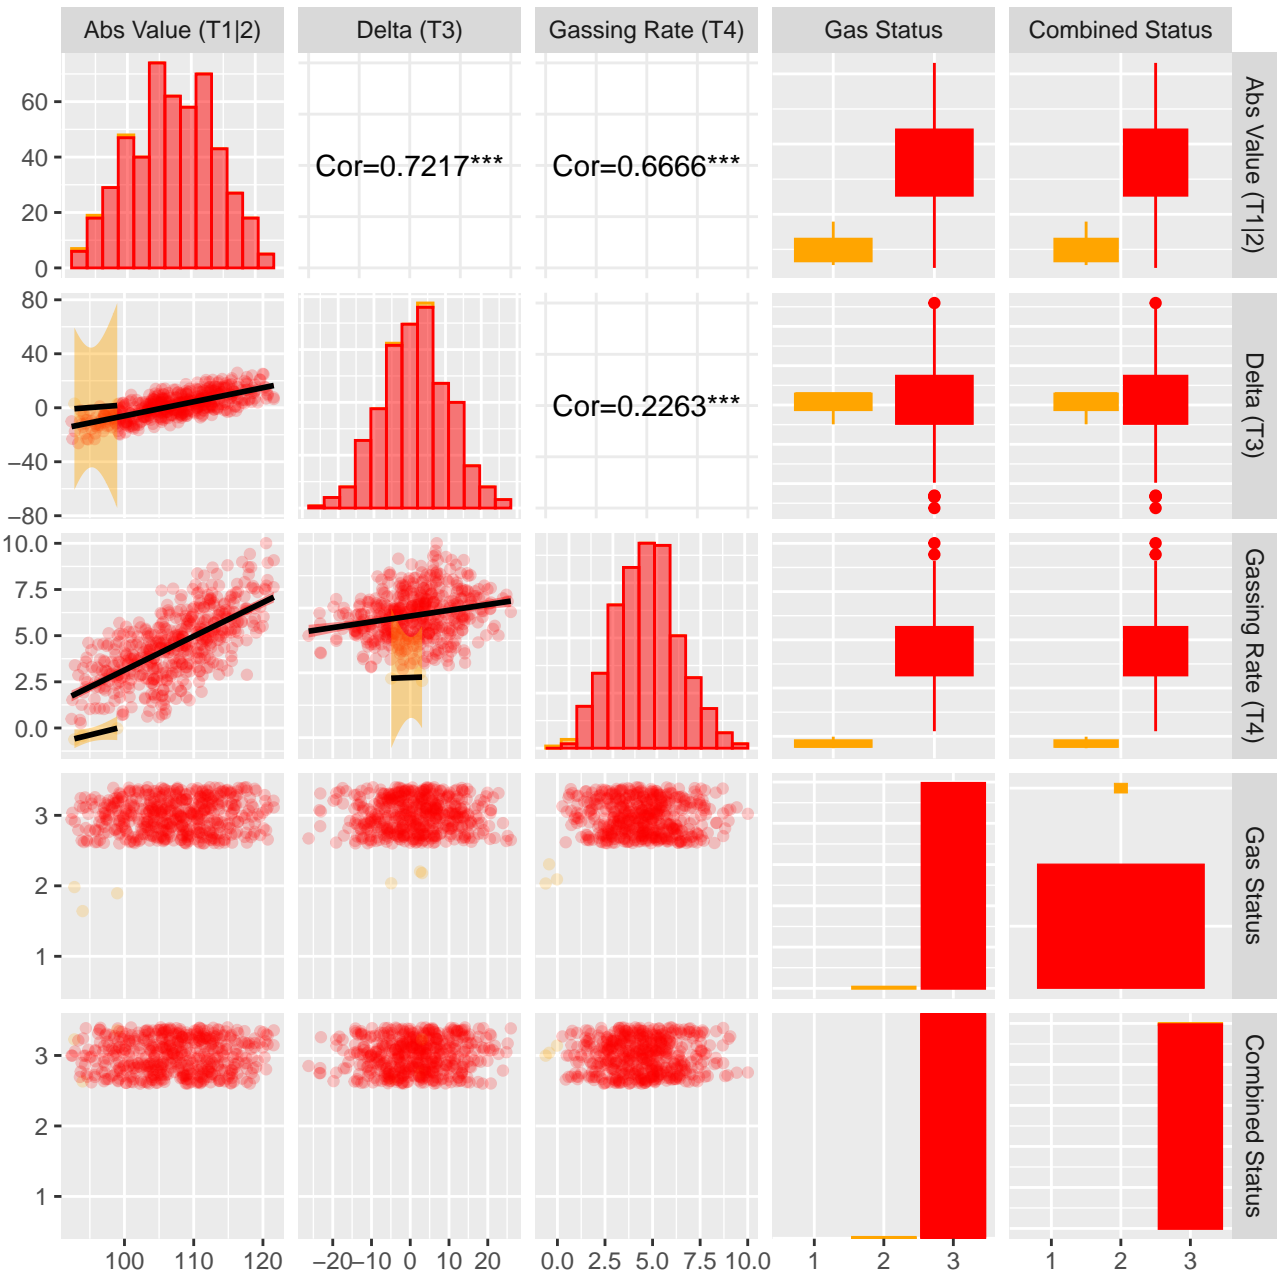 Abs Value (T1|2) Delta (T3) Gassing Rate (T4) Gas Status Combined Status
60
40
20
0
Cor=0.7217***
Cor=0.6666***
Abs Value (T1|2)
80
40
0
−40
−80
Cor=0.2263***
Delta (T3)
10.0
7.5
5.0
2.5
0.0
Gassing Rate (T4)
3
2
1
Gas Status
3
2
1
Combined Status
100 110 120
−20 −10 0 10 20
0.0 2.5 5.0 7.5 10.0
1 2 3
1 2 3